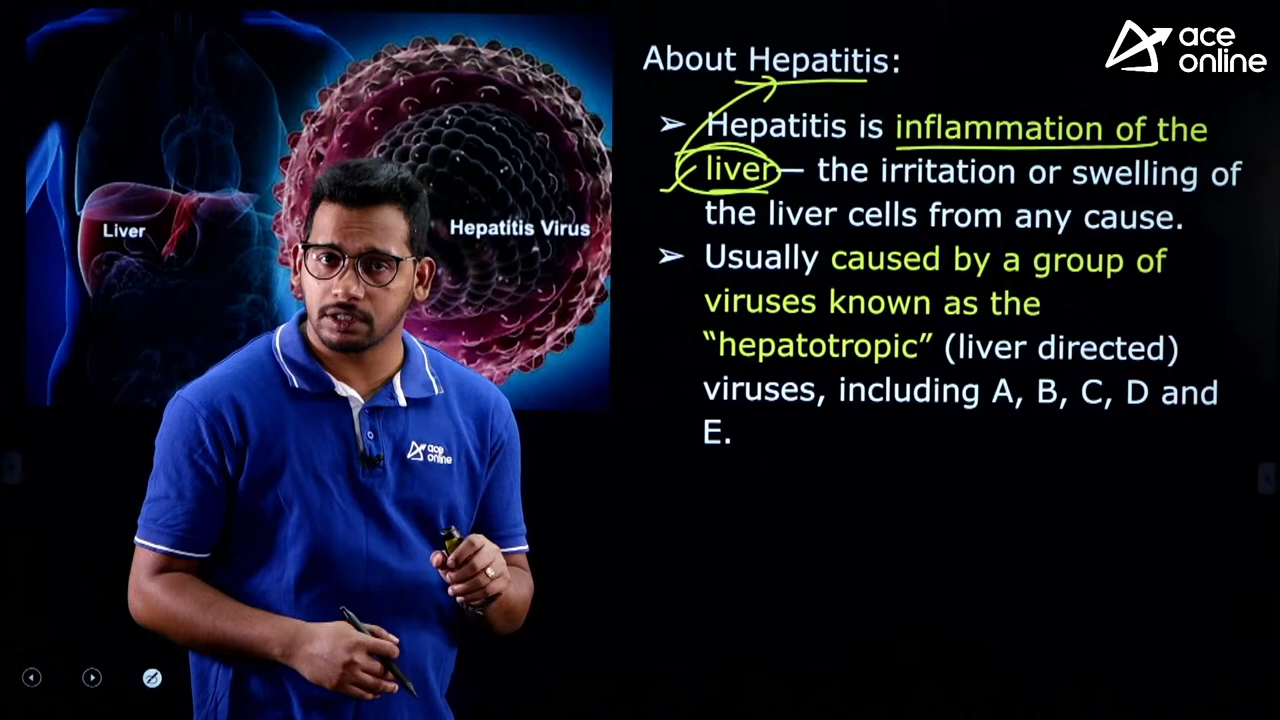 ace
online
About Hepatitis:
➢ Hepatitis is inflammation of the
liver— the irritation or swelling of
the liver cells from any cause.
➢ Usually caused by a group of
viruses known as the
“hepatotropic” (liver directed)
viruses, including A, B, C, D and
E.
Liver
Hepatitis Virus
ace
online